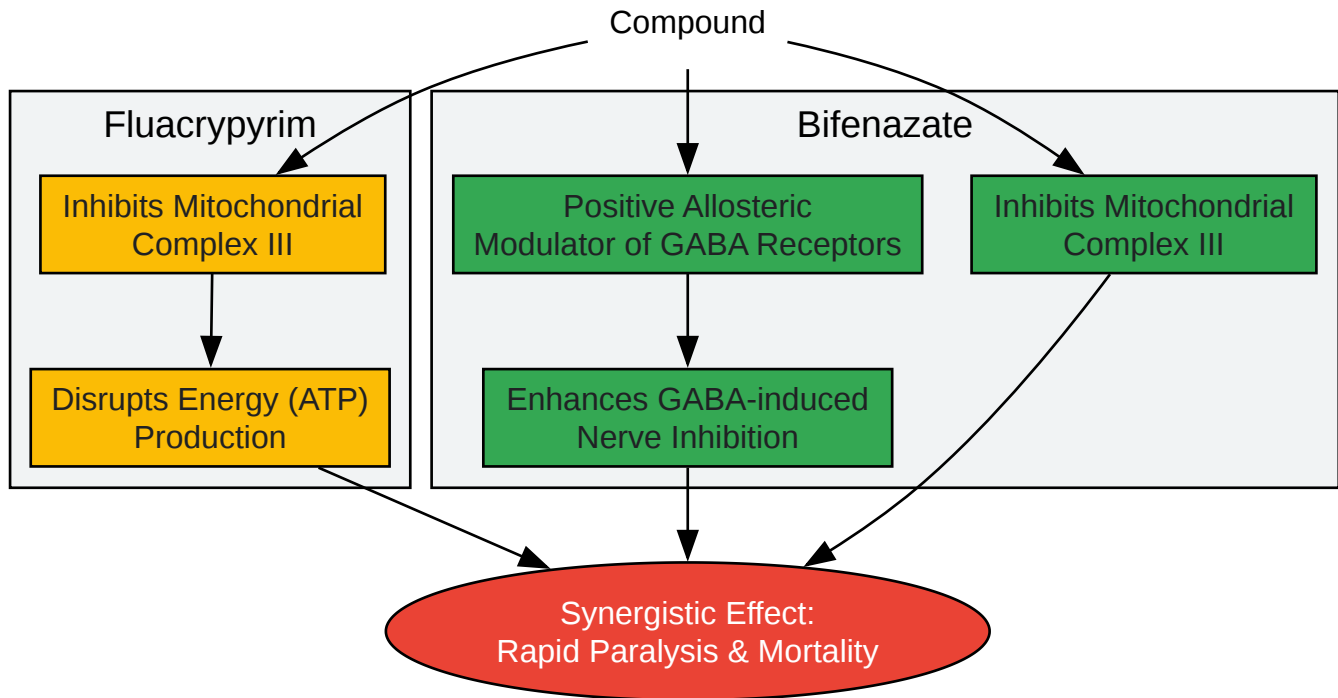 Compound
Fluacrypyrim
Bifenazate
Inhibits Mitochondrial
Complex III
Positive Allosteric
Modulator of GABA Receptors
Inhibits Mitochondrial
Complex III
Disrupts Energy (ATP)
Production
Enhances GABA-induced
Nerve Inhibition
Synergistic Effect:
Rapid Paralysis & Mortality